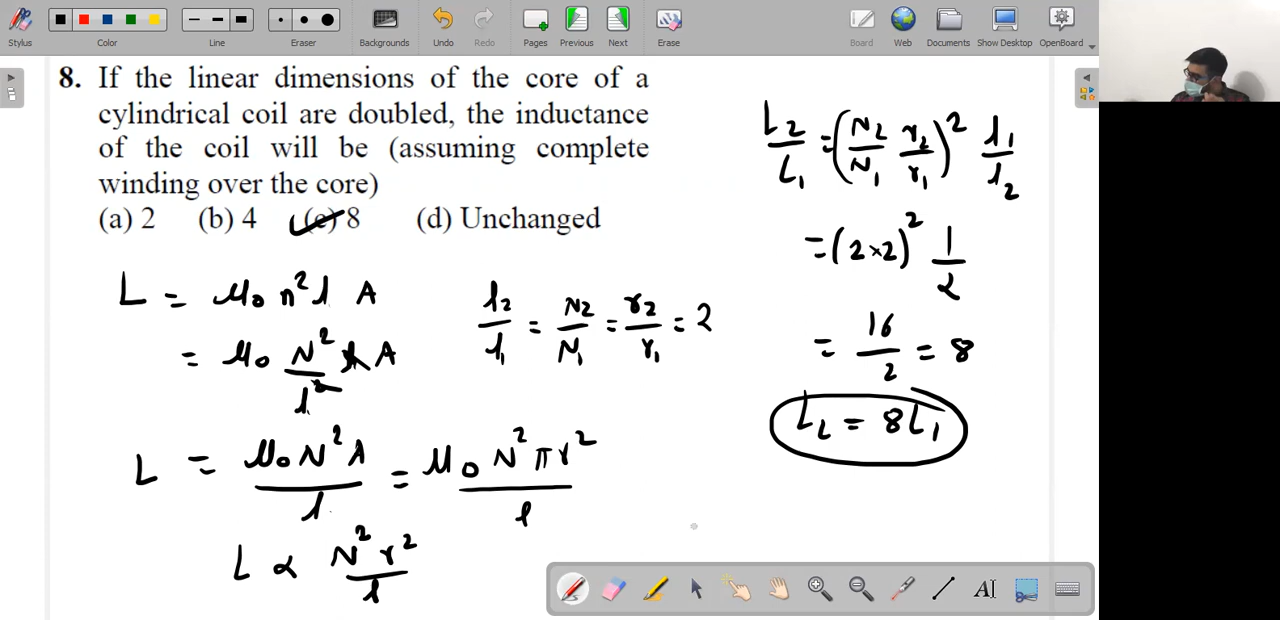 Stylus Color Line Eraser Backgrounds Undo Redo Pages Previous Next Erase Board Web Documents Show Desktop OpenBoard
8. If the linear dimensions of the core of a
cylindrical coil are doubled, the inductance
of the coil will be (assuming complete
winding over the core)
(a) 2 (b) 4 (c) 8 (d) Unchanged
L = μ₀ n² l A
= μ₀ N²/l² l A
L = μ₀ N² A / l = μ₀ N² π r² / l
L ∝ N² r² / l
l₂/l₁ = N₂/N₁ = r₂/r₁ = 2
L₂/L₁ = (N₂/N₁ r₂/r₁)² l₁/l₂
= (2×2)² 1/2
= 16/2 = 8
L₂ = 8L₁